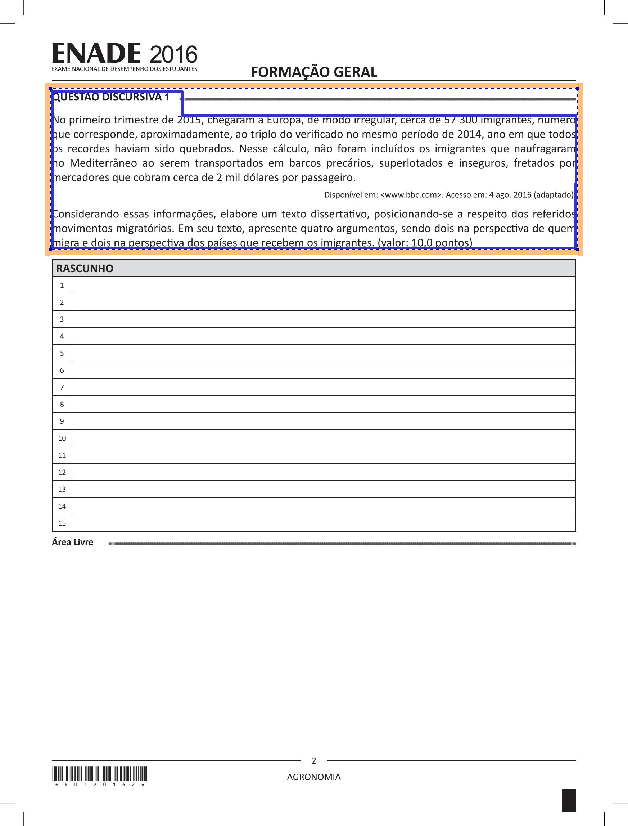 ENADE 2016
EXAME NACIONAL DE DESEMPENHO DOS ESTUDANTES
FORMAÇÃO GERAL
QUESTÃO DISCURSIVA 1
No primeiro trimestre de 2015, chegaram à Europa, de modo irregular, cerca de 57 300 imigrantes, número
que corresponde, aproximadamente, ao triplo do verificado no mesmo período de 2014, ano em que todos
os recordes haviam sido quebrados. Nesse cálculo, não foram incluídos os imigrantes que naufragaram
no Mediterrâneo ao serem transportados em barcos precários, superlotados e inseguros, fretados por
mercadores que cobram cerca de 2 mil dólares por passageiro.
Disponível em: <www.bbc.com>. Acesso em: 4 ago. 2016 (adaptado).
Considerando essas informações, elabore um texto dissertativo, posicionando-se a respeito dos referidos
movimentos migratórios. Em seu texto, apresente quatro argumentos, sendo dois na perspectiva de quem
migra e dois na perspectiva dos países que recebem os imigrantes. (valor: 10,0 pontos)
RASCUNHO
1
2
3
4
5
6
7
8
9
10
11
12
13
14
15
Área Livre
2
AGRONOMIA